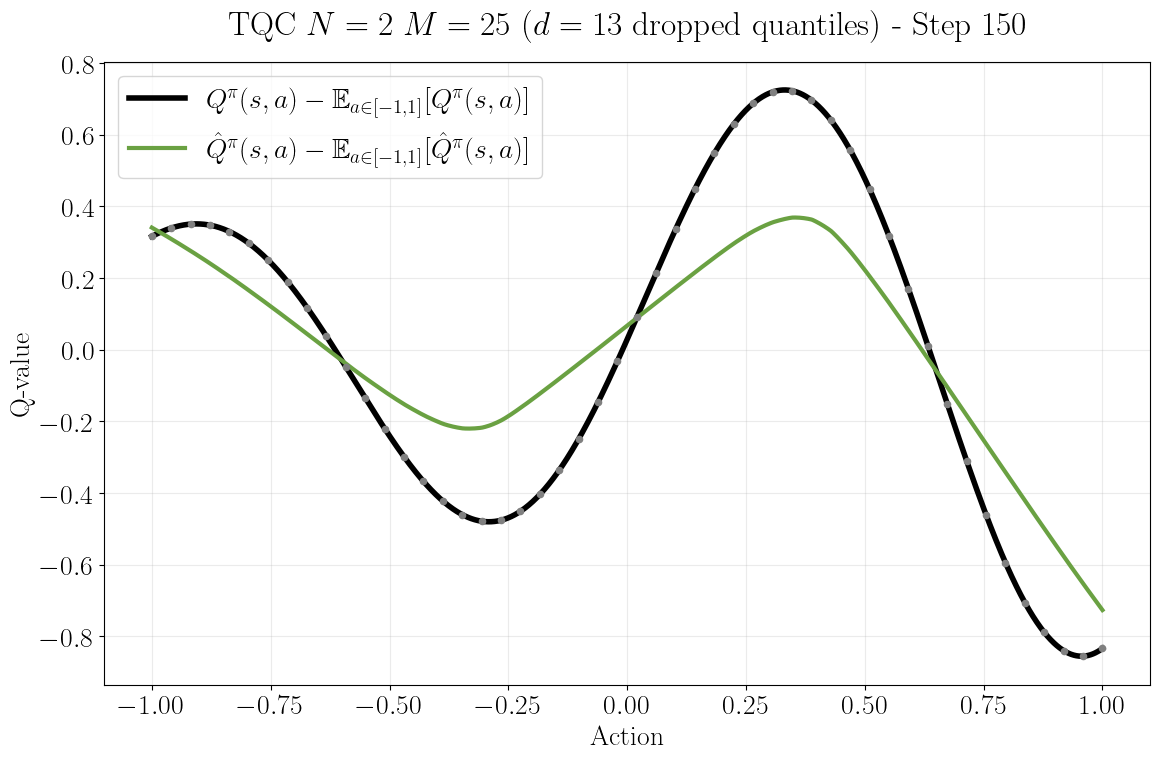 TQC N = 2 M = 25 (d = 13 dropped quantiles) - Step 150
Q^π(s, a) − 𝔼_{a∈[−1,1]}[Q^π(s, a)]
Q̂^π(s, a) − 𝔼_{a∈[−1,1]}[Q̂^π(s, a)]
0.8
0.6
0.4
0.2
0.0
−0.2
−0.4
−0.6
−0.8
Q-value
−1.00 −0.75 −0.50 −0.25 0.00 0.25 0.50 0.75 1.00
Action